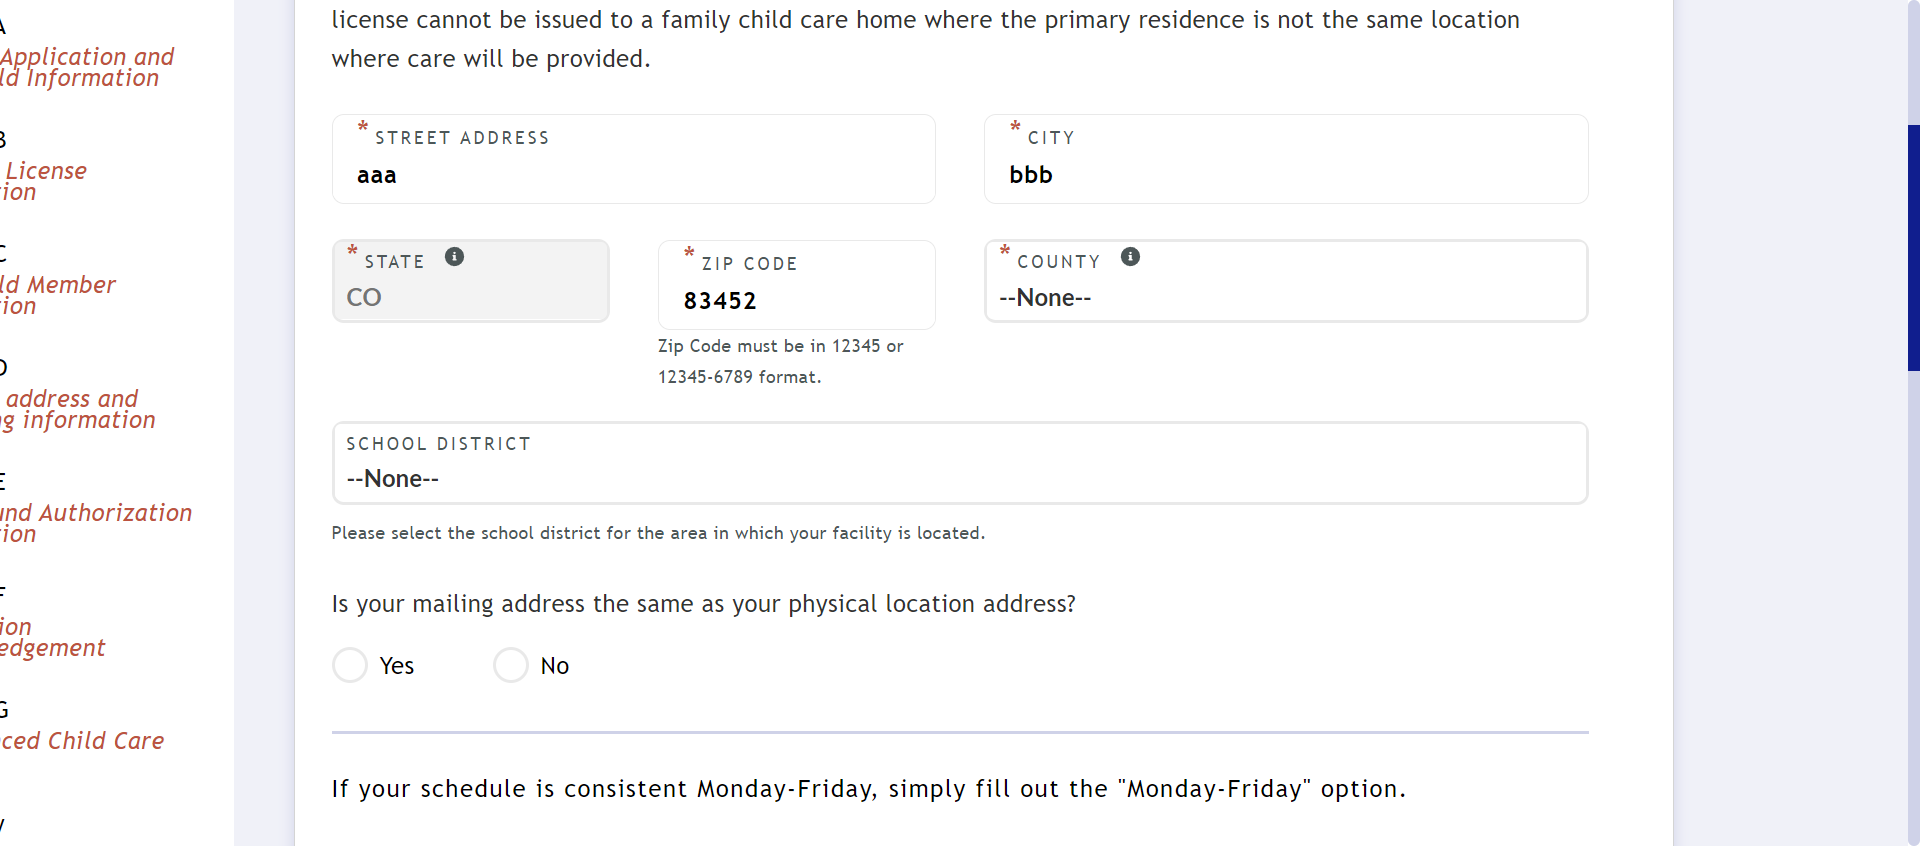 license cannot be issued to a family child care home where the primary residence is not the same location
where care will be provided.
* STREET ADDRESS
aaa
* CITY
bbb
* STATE
CO
* ZIP CODE
83452
Zip Code must be in 12345 or
12345-6789 format.
* COUNTY
--None--
SCHOOL DISTRICT
--None--
Please select the school district for the area in which your facility is located.
Is your mailing address the same as your physical location address?
Yes No
If your schedule is consistent Monday-Friday, simply fill out the "Monday-Friday" option.
A
Application and
ld Information
B
License
ion
C
ld Member
ion
D
address and
g information
E
und Authorization
ion
F
ion
edgement
G
ced Child Care